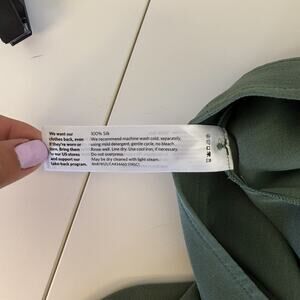 We want our
clothes back, even
if they're worn or
torn. Bring them
to our US stores
and support our
take back program.
100% Silk
We recommend machine wash cold, separately,
using mild detergent, gentle cycle, no bleach.
Rinse well. Line dry. Use cool iron, if necessary.
Do not overpress.
May be dry cleaned with light steam.